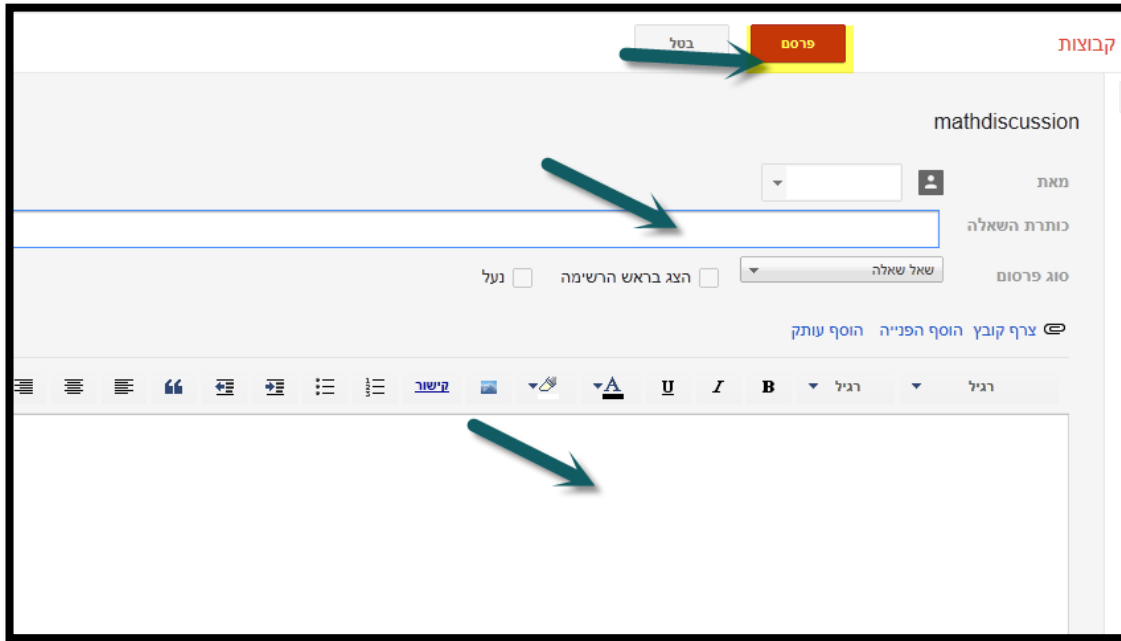 קבוצות פרסם בטל
mathdiscussion
מאת
כותרת השאלה
סוג פרסום שאל שאלה הצג בראש הרשימה נעל
צרף קובץ הוסף הפנייה הוסף עותק
רגיל רגיל B I U A קישור